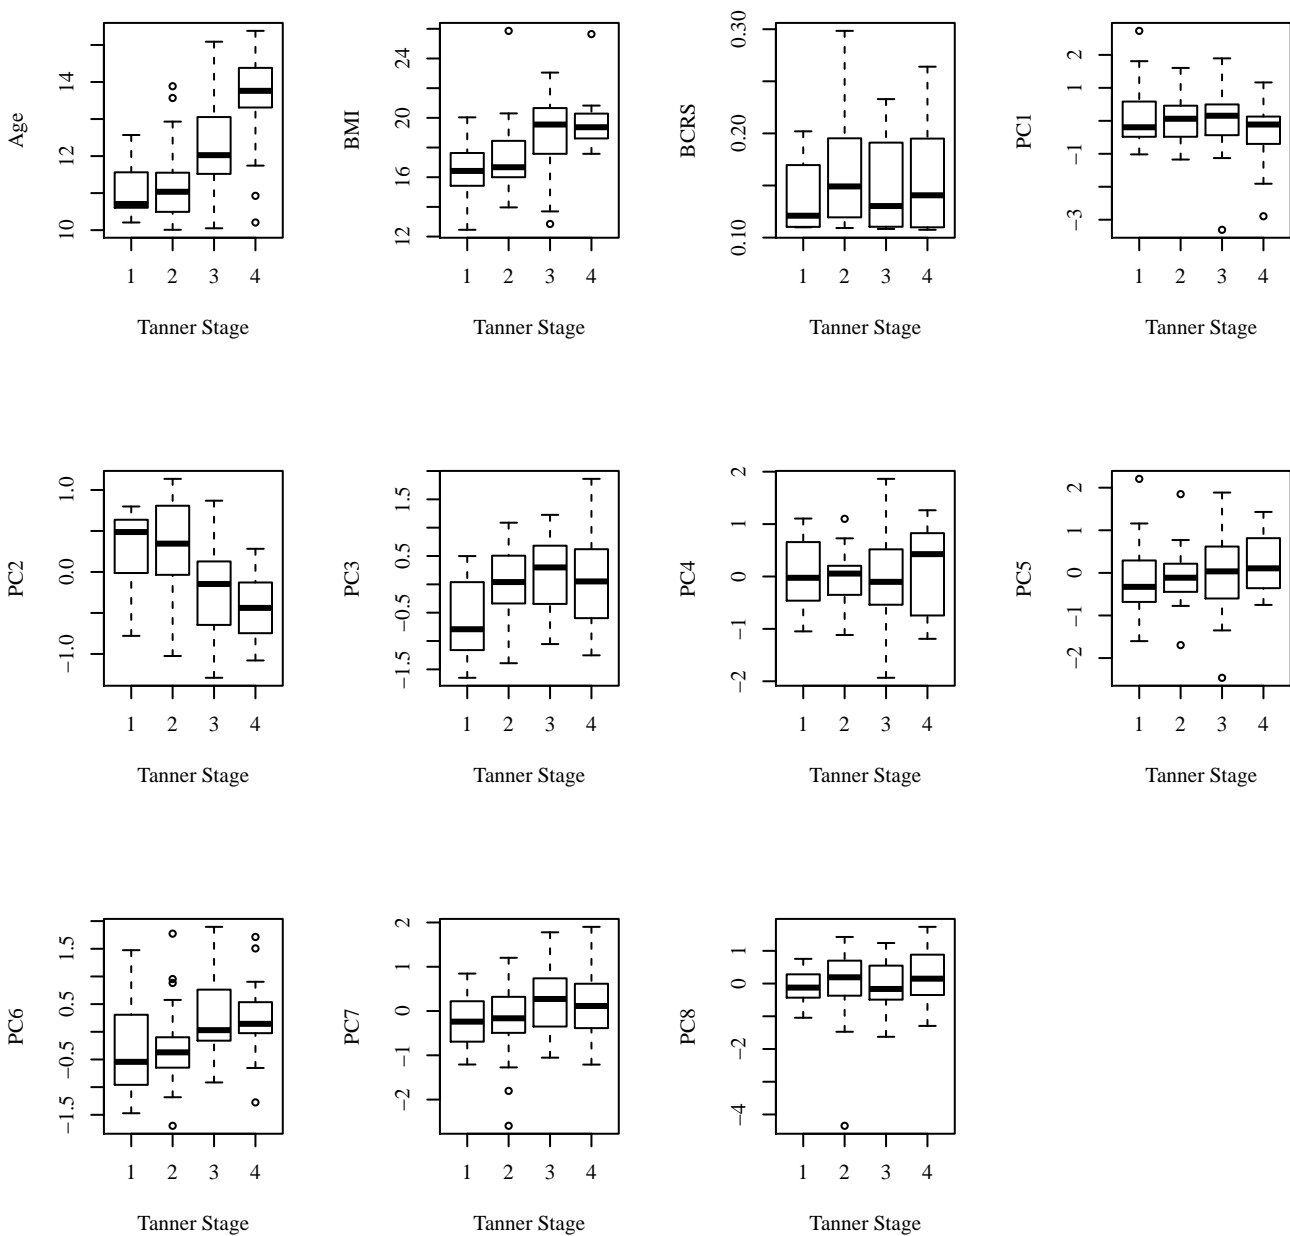 Age
10 12 14
1 2 3 4
Tanner Stage
BMI
12 16 20 24
1 2 3 4
Tanner Stage
BCRS
0.10 0.20 0.30
1 2 3 4
Tanner Stage
PC1
−3 −1 1 2
1 2 3 4
Tanner Stage
PC2
−1.0 0.0 1.0
1 2 3 4
Tanner Stage
PC3
−1.5 −0.5 0.5 1.5
1 2 3 4
Tanner Stage
PC4
−2 −1 0 1 2
1 2 3 4
Tanner Stage
PC5
−2 −1 0 1 2
1 2 3 4
Tanner Stage
PC6
−1.5 −0.5 0.5 1.5
1 2 3 4
Tanner Stage
PC7
−2 −1 0 1 2
1 2 3 4
Tanner Stage
PC8
−4 −2 0 1
1 2 3 4
Tanner Stage